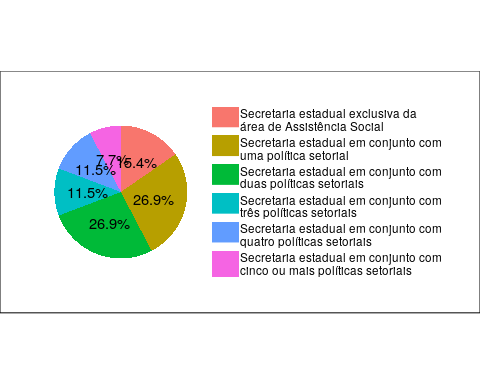 Secretaria estadual exclusiva da
área de Assistência Social
Secretaria estadual em conjunto com
uma política setorial
Secretaria estadual em conjunto com
duas políticas setoriais
Secretaria estadual em conjunto com
três políticas setoriais
Secretaria estadual em conjunto com
quatro políticas setoriais
Secretaria estadual em conjunto com
cinco ou mais políticas setoriais
7.7%
15.4%
11.5%
11.5%
26.9%
26.9%